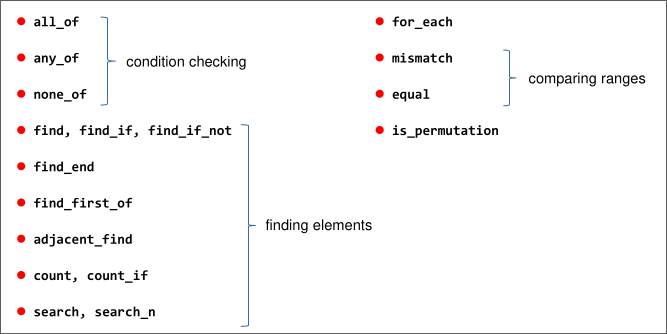 all_of
any_of
none_of
condition checking
find, find_if, find_if_not
find_end
find_first_of
adjacent_find
count, count_if
search, search_n
finding elements
for_each
mismatch
equal
comparing ranges
is_permutation